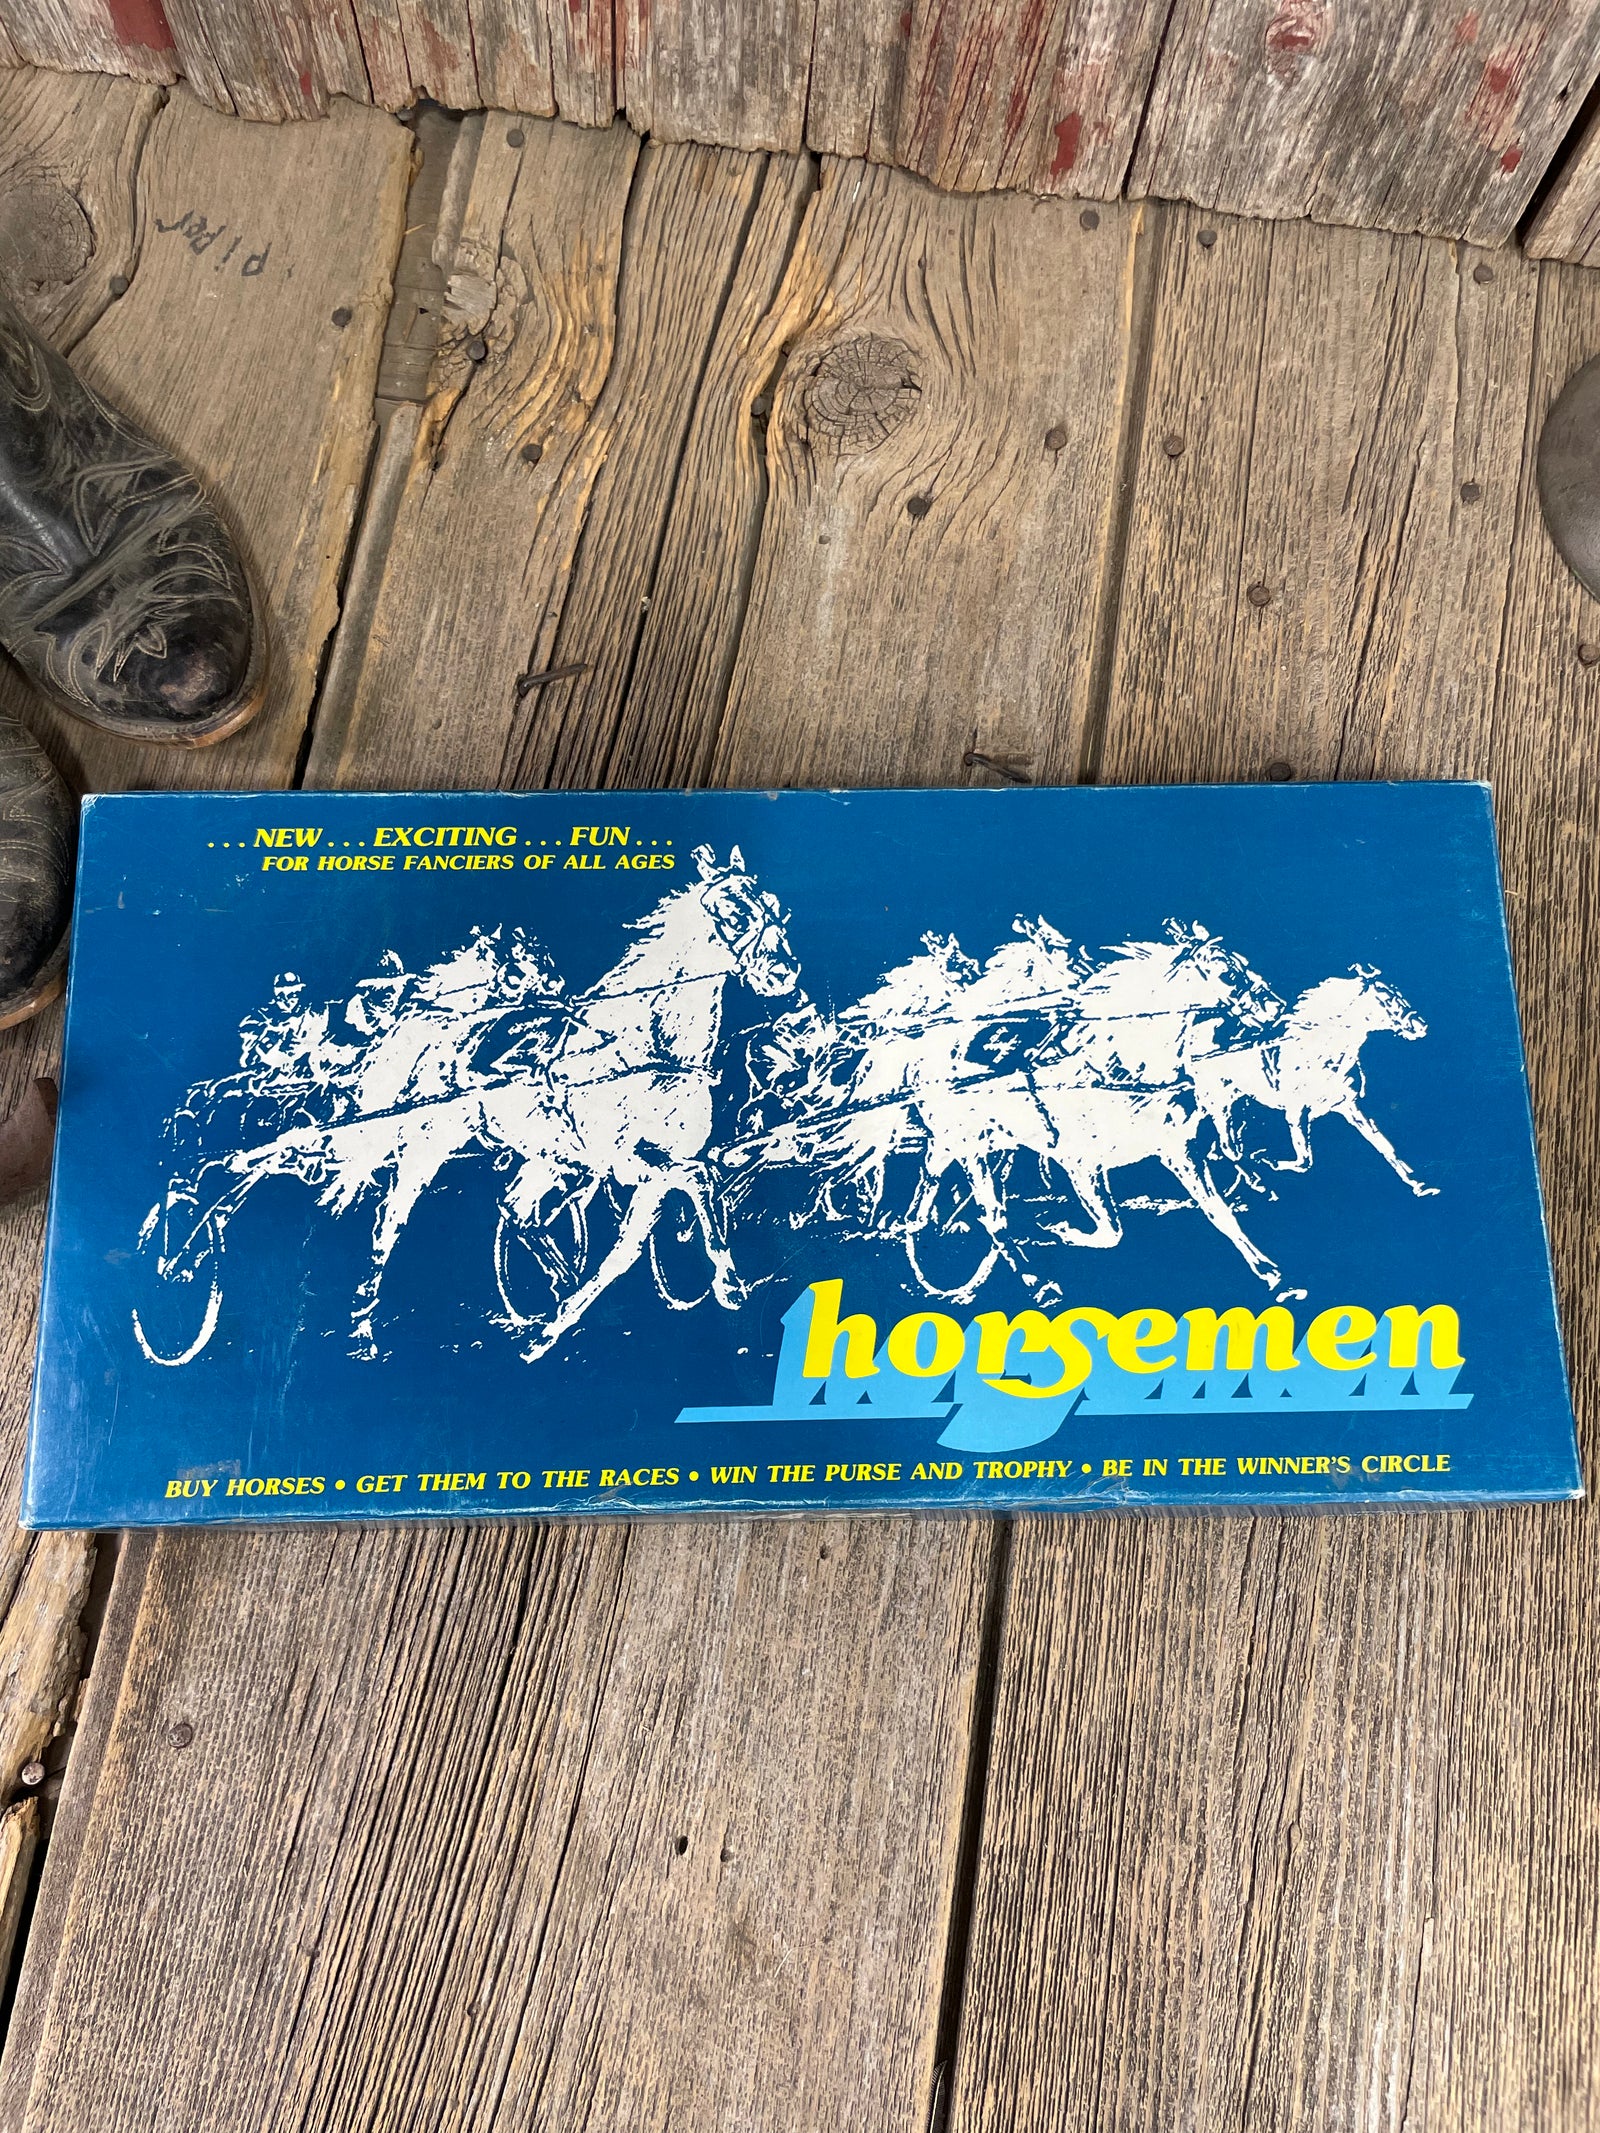 piper
...NEW...EXCITING...FUN...
FOR HORSE FANCIERS OF ALL AGES
horsemen
BUY HORSES • GET THEM TO THE RACES • WIN THE PURSE AND TROPHY • BE IN THE WINNER'S CIRCLE